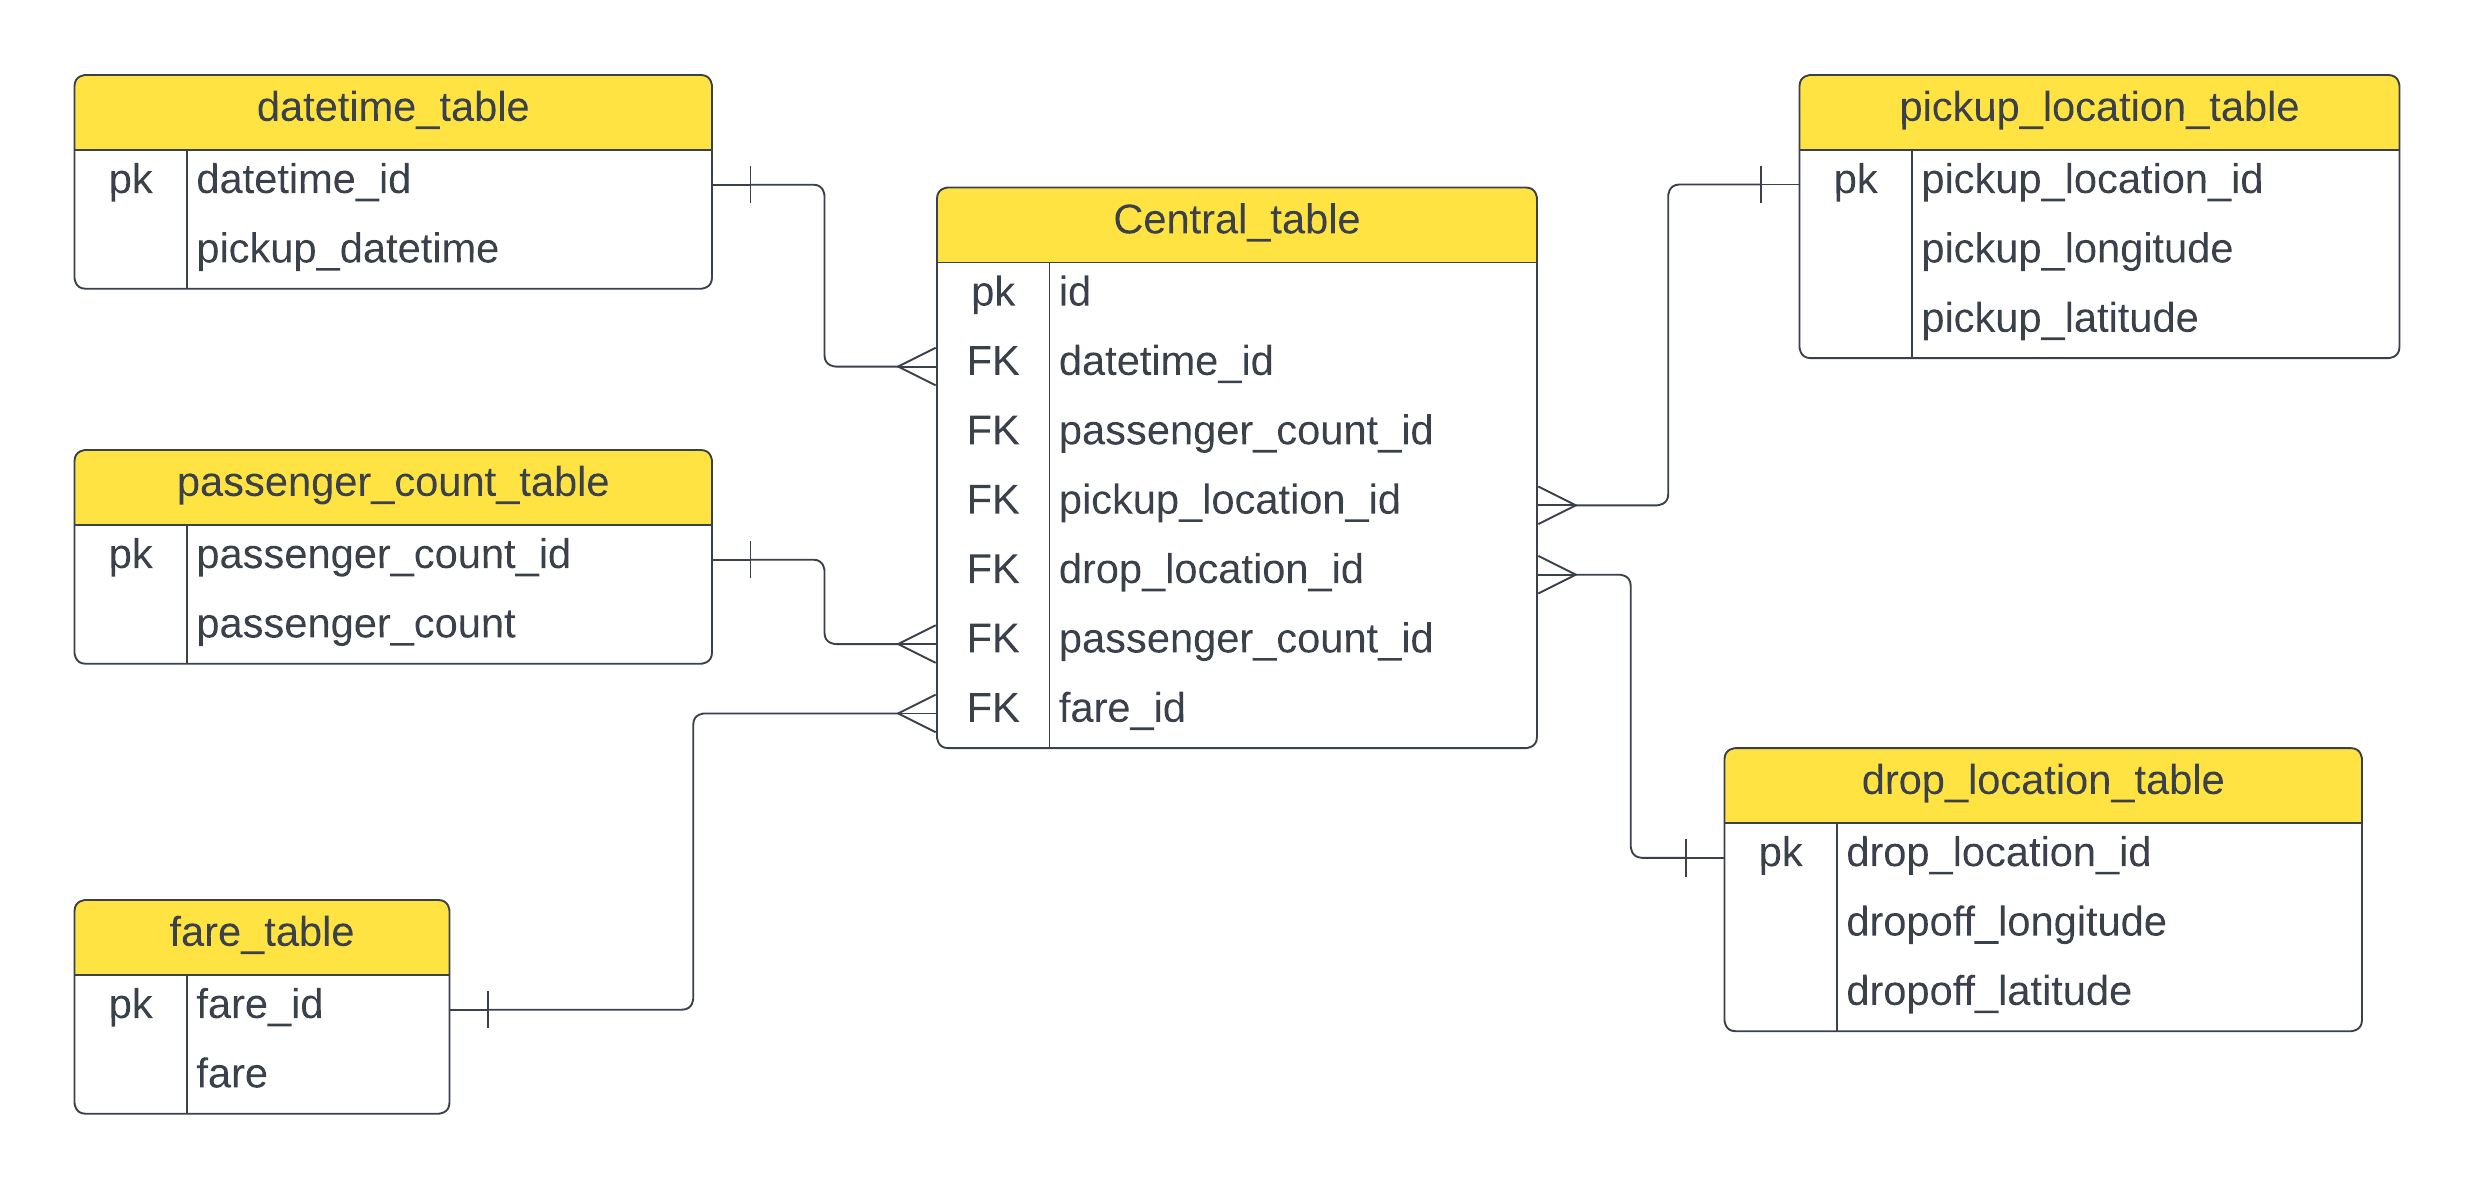 datetime_table
pk datetime_id
pickup_datetime
passenger_count_table
pk passenger_count_id
passenger_count
fare_table
pk fare_id
fare
Central_table
pk id
FK datetime_id
FK passenger_count_id
FK pickup_location_id
FK drop_location_id
FK passenger_count_id
FK fare_id
pickup_location_table
pk pickup_location_id
pickup_longitude
pickup_latitude
drop_location_table
pk drop_location_id
dropoff_longitude
dropoff_latitude